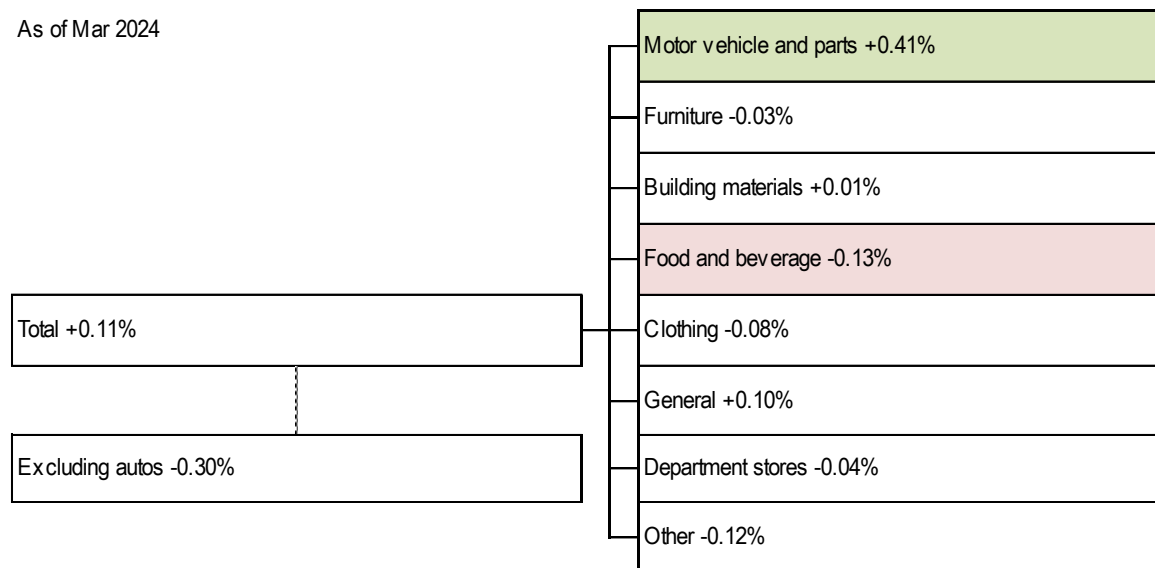 As of Mar 2024
Motor vehicle and parts +0.41%
Furniture -0.03%
Building materials +0.01%
Food and beverage -0.13%
Total +0.11%
Clothing -0.08%
General +0.10%
Excluding autos -0.30%
Department stores -0.04%
Other -0.12%